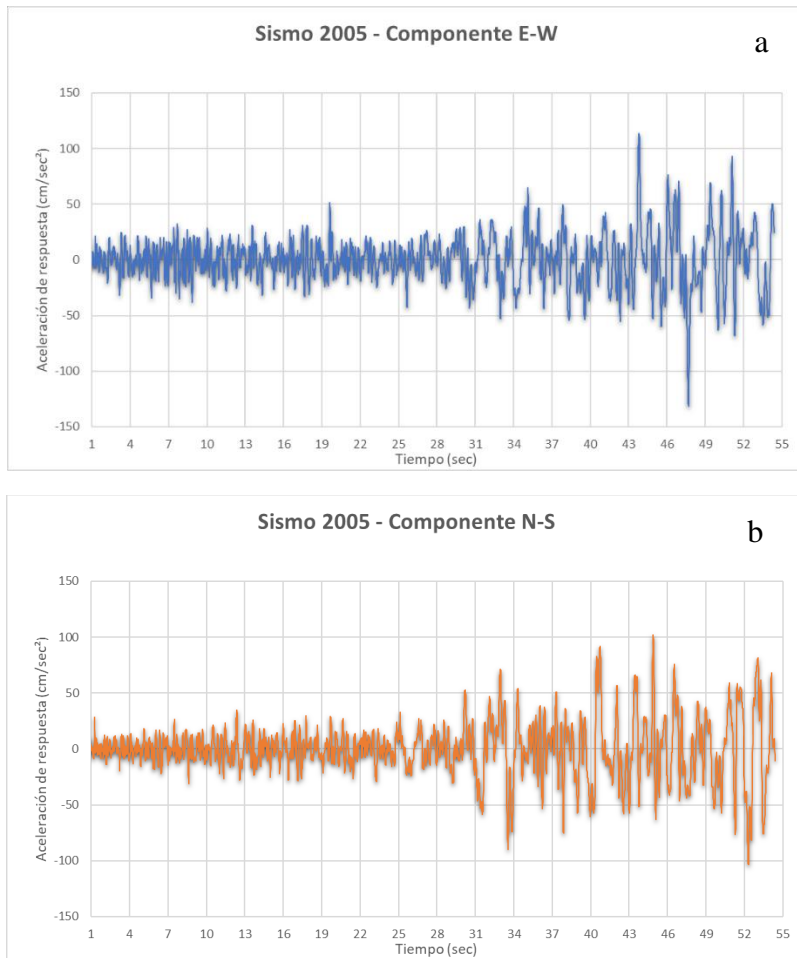 Sismo 2005 - Componente E-W
a
Aceleración de respuesta (cm/sec²)
150
100
50
0
-50
-100
-150
1 4 7 10 13 16 19 22 25 28 31 34 37 40 43 46 49 52 55
Tiempo (sec)
Sismo 2005 - Componente N-S
b
Aceleración de respuesta (cm/sec²)
150
100
50
0
-50
-100
-150
1 4 7 10 13 16 19 22 25 28 31 34 37 40 43 46 49 52 55
Tiempo (sec)